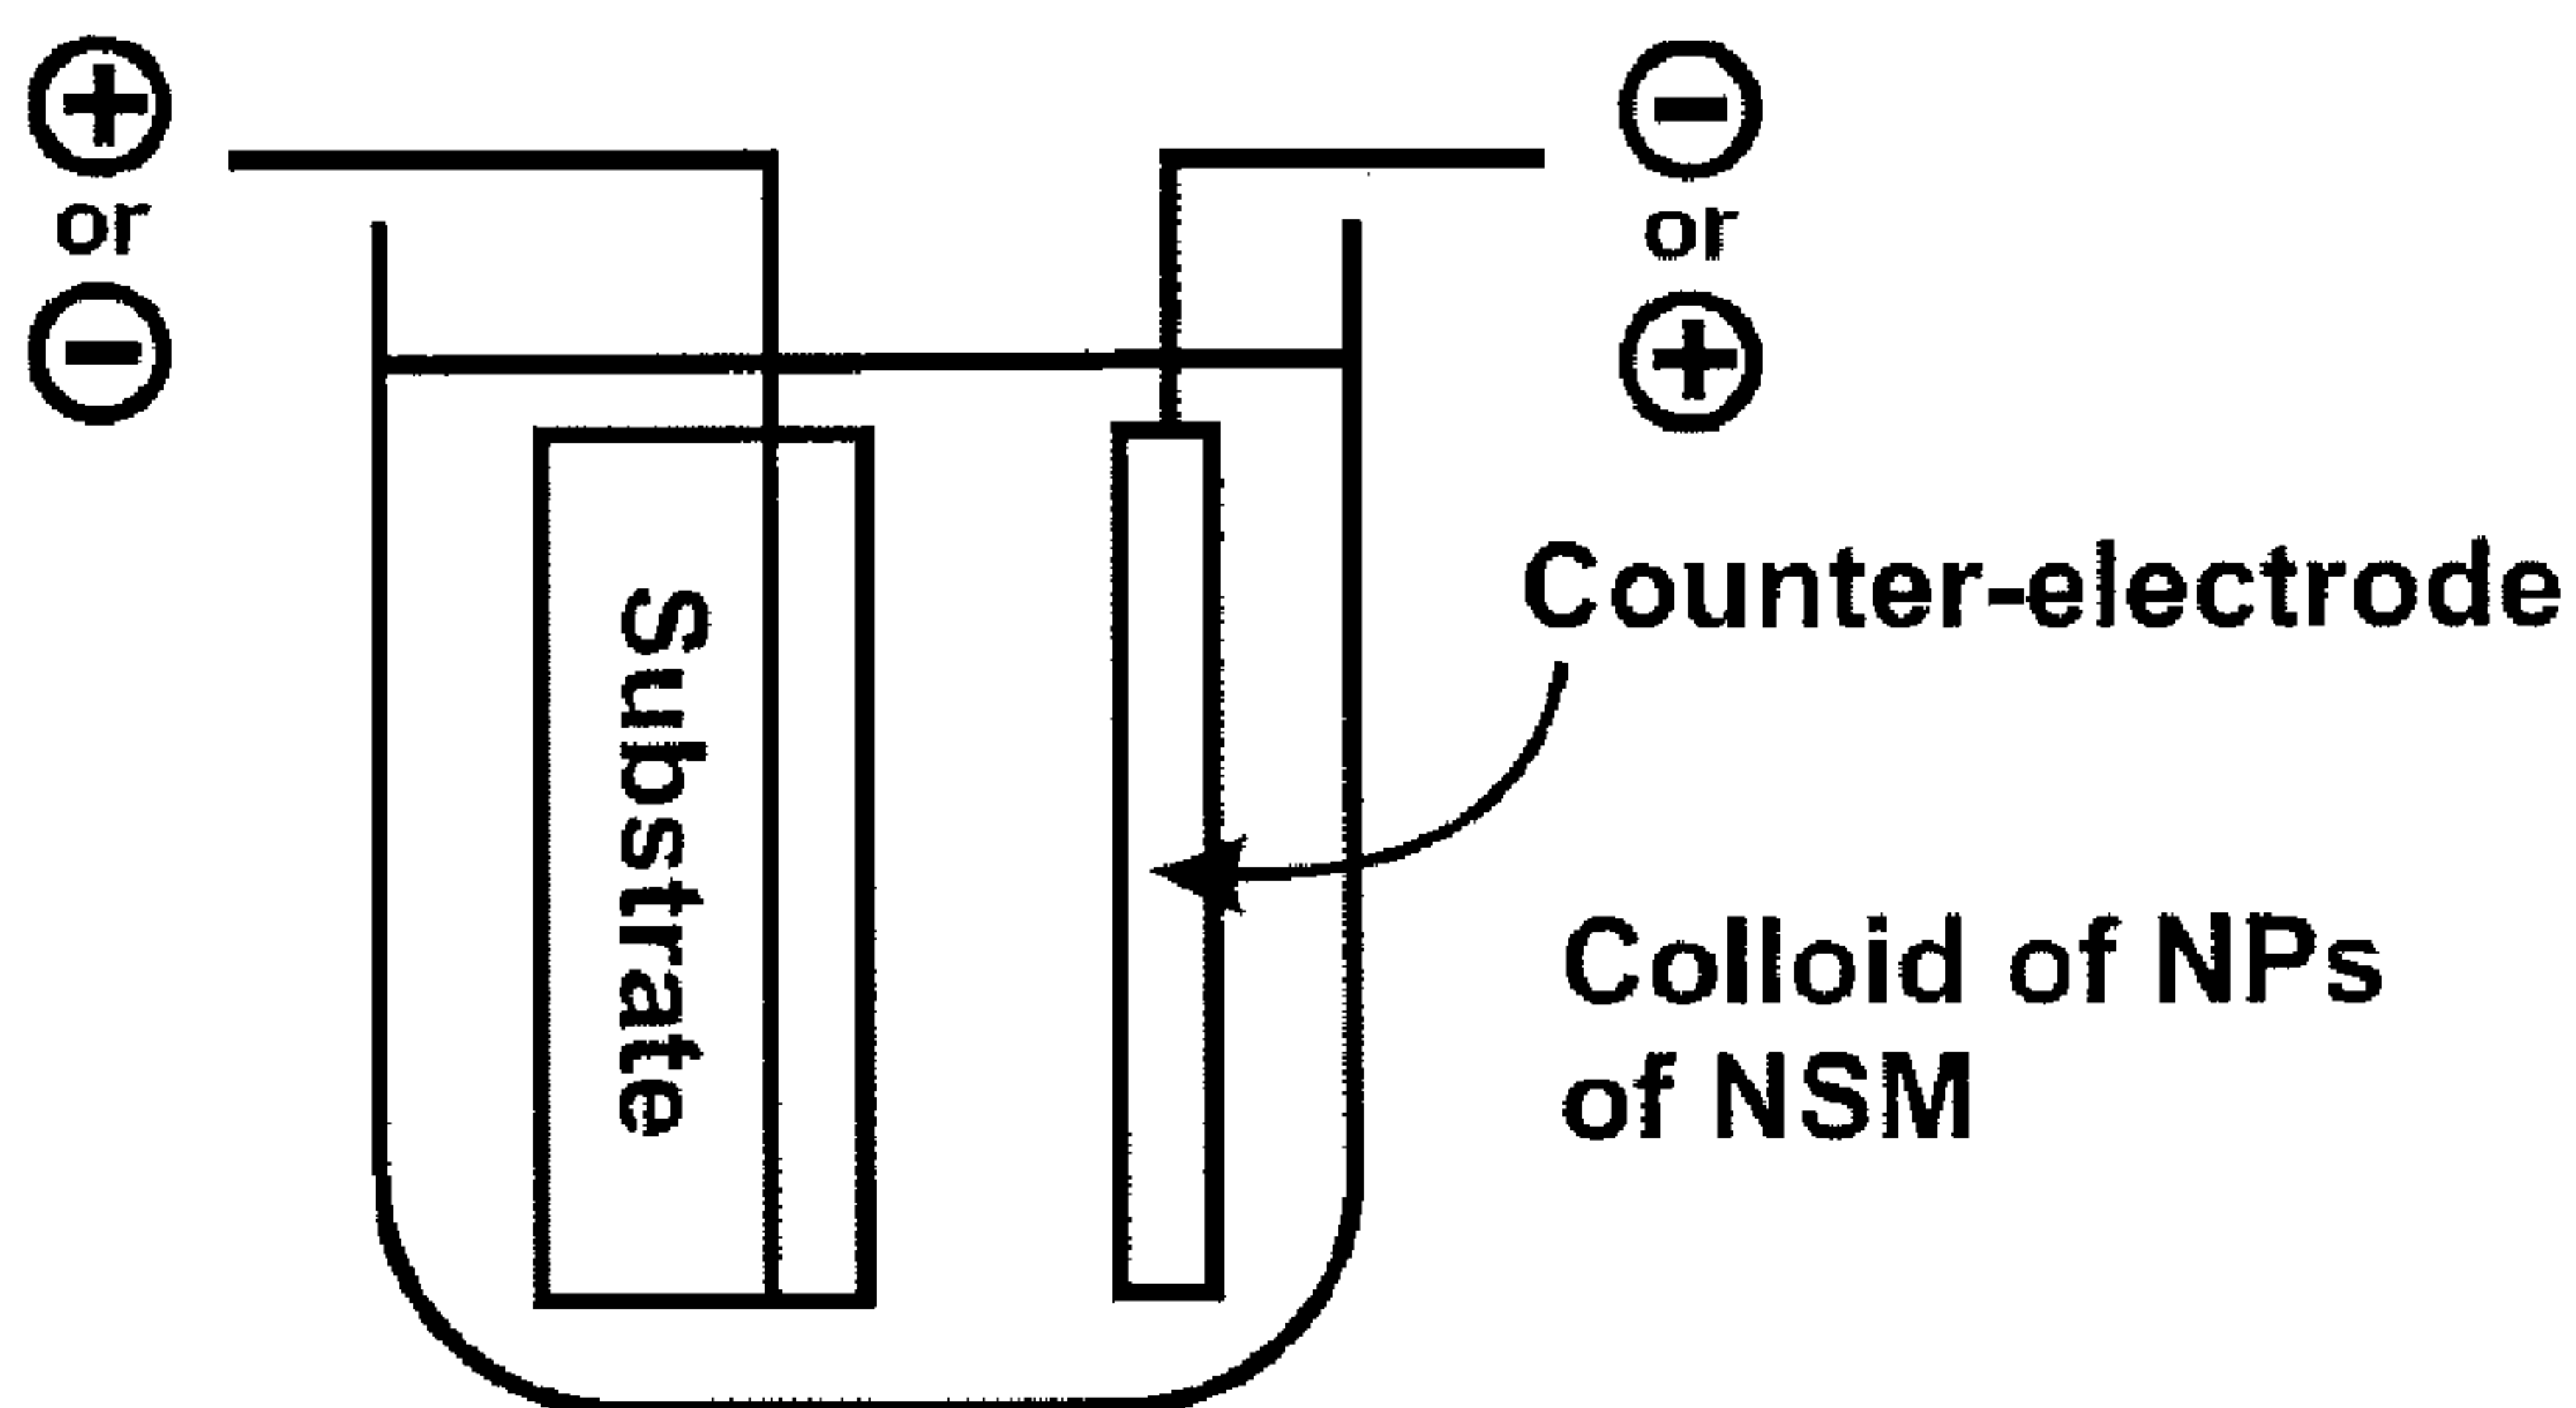 +
or
−
−
or
+
Substrate
Counter-electrode
Colloid of NPs
of NSM